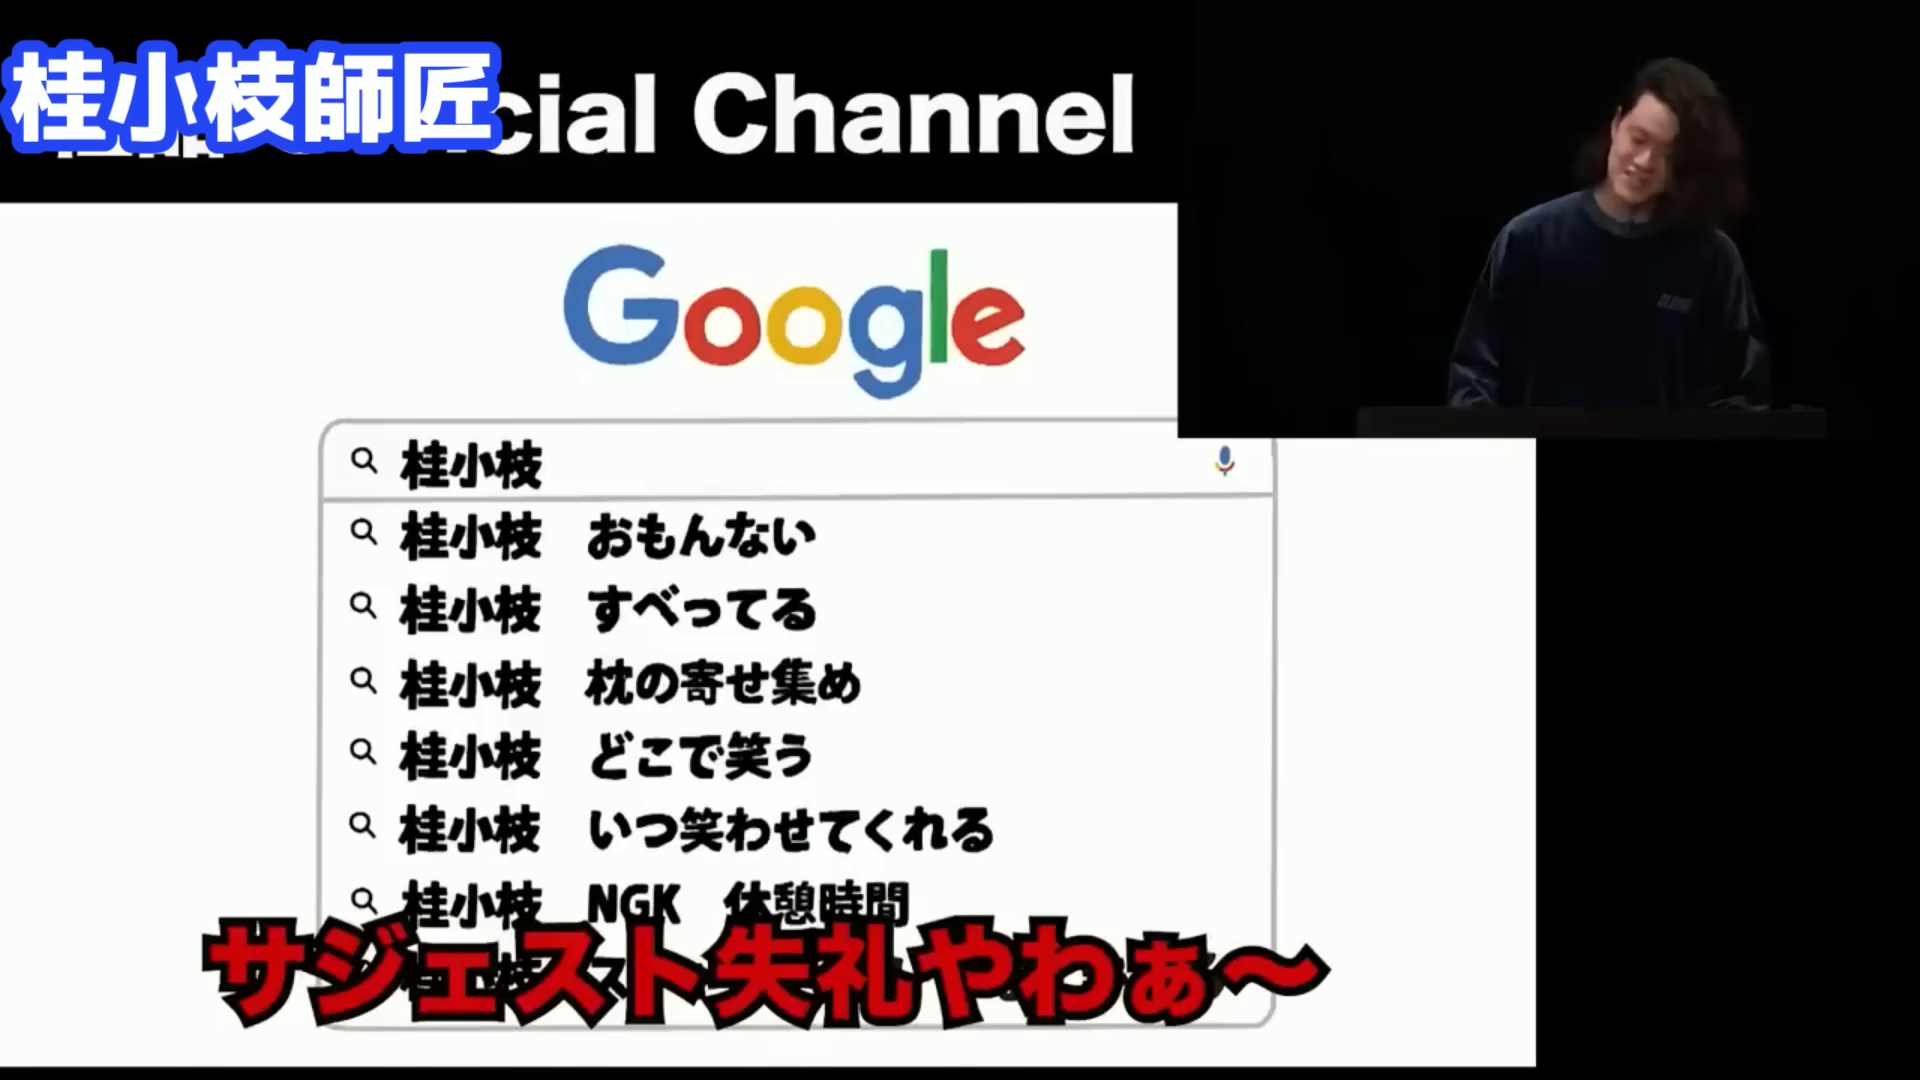 桂小枝師匠
cial Channel
Google
桂小枝
桂小枝 おもんない
桂小枝 すべってる
桂小枝 枕の寄せ集め
桂小枝 どこで笑う
桂小枝 いつ笑わせてくれる
桂小枝 NGK 休憩時間
サジェスト失礼やわぁ〜